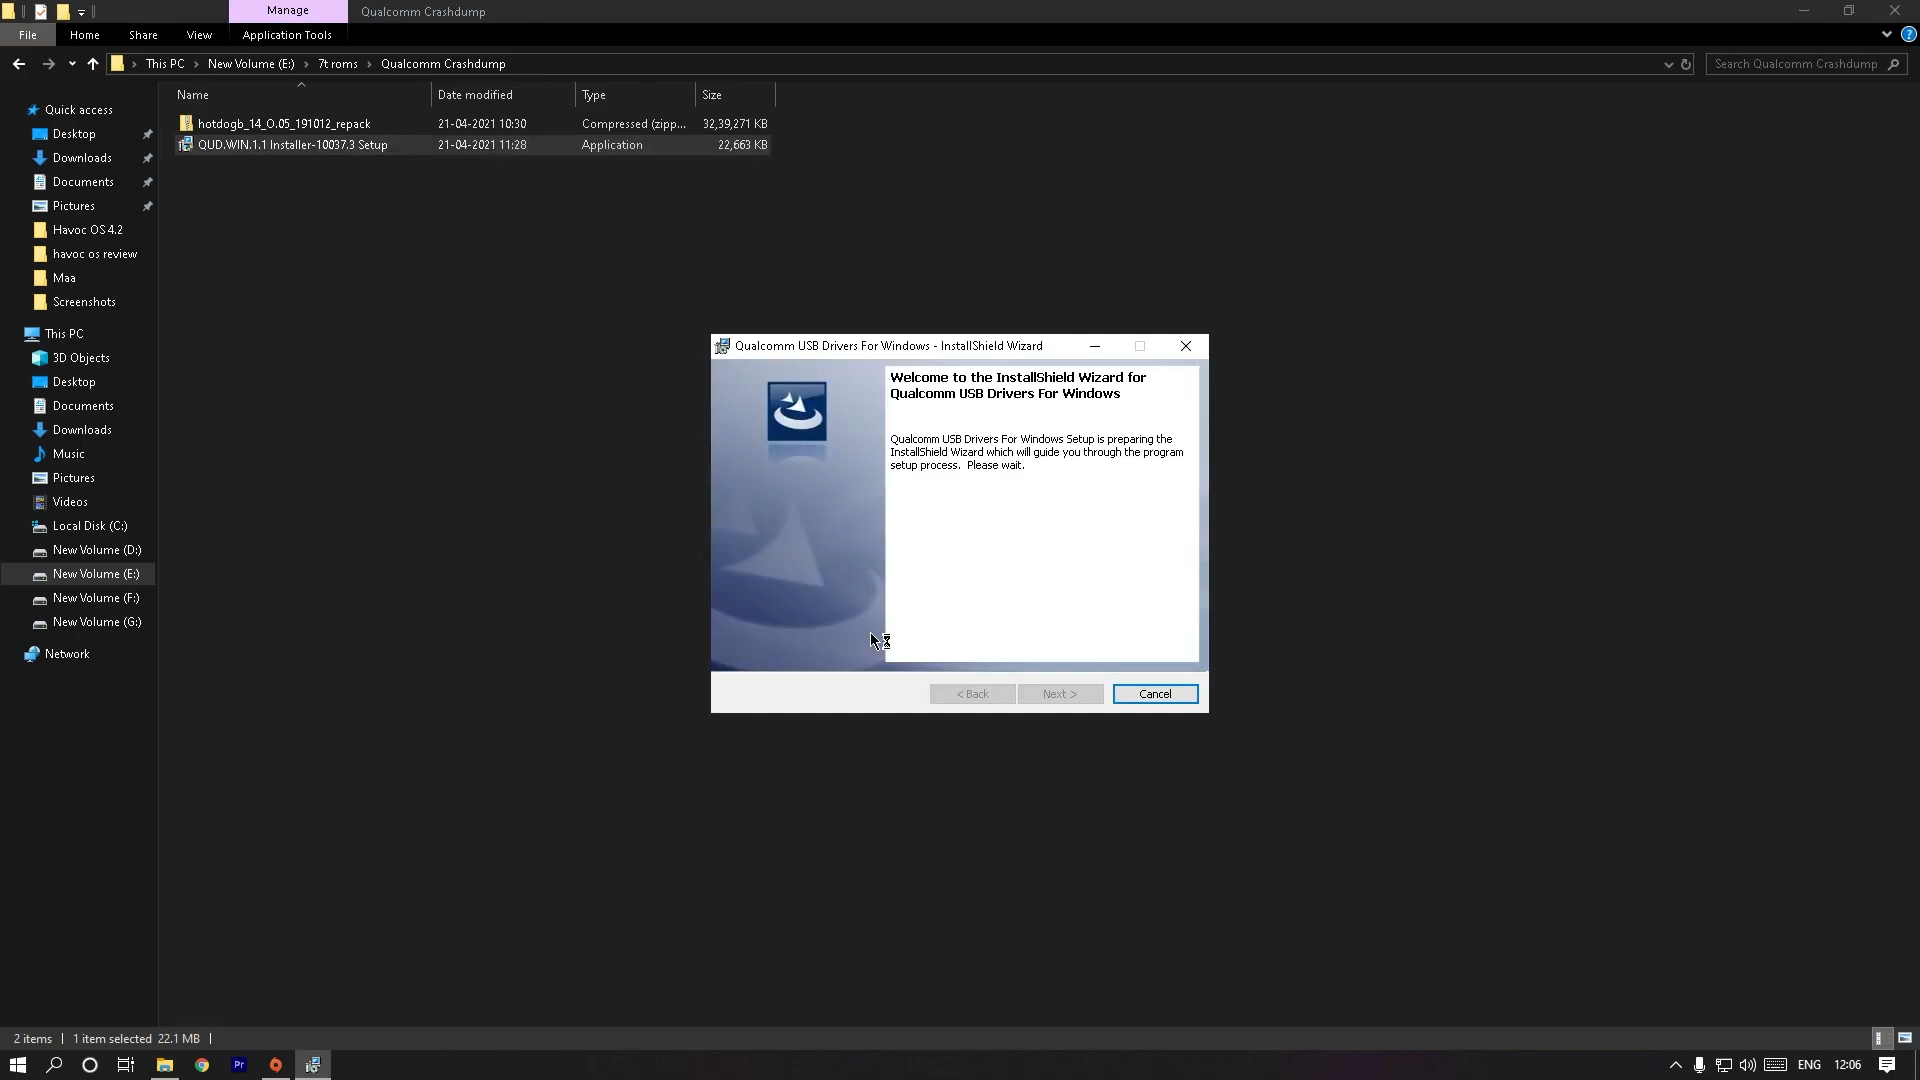 Manage
Qualcomm Crashdump
File
Home
Share
View
Application Tools
This PC
New Volume (E:)
7t roms
Qualcomm Crashdump
Search Qualcomm Crashdump
Name
Date modified
Type
Size
hotdogb_14_O.05_191012_repack
21-04-2021 10:30
Compressed (zipp...
32,39,271 KB
QUD.WIN.1.1 Installer-10037.3 Setup
21-04-2021 11:28
Application
22,663 KB
Quick access
Desktop
Downloads
Documents
Pictures
Havoc OS 4.2
havoc os review
Maa
Screenshots
This PC
3D Objects
Desktop
Documents
Downloads
Music
Pictures
Videos
Local Disk (C:)
New Volume (D:)
New Volume (E:)
New Volume (F:)
New Volume (G:)
Network
Qualcomm USB Drivers For Windows - InstallShield Wizard
Welcome to the InstallShield Wizard for
Qualcomm USB Drivers For Windows
Qualcomm USB Drivers For Windows Setup is preparing the
InstallShield Wizard which will guide you through the program
setup process.  Please wait.
< Back
Next >
Cancel
2 items
1 item selected  22.1 MB
Pr
ENG
12:06